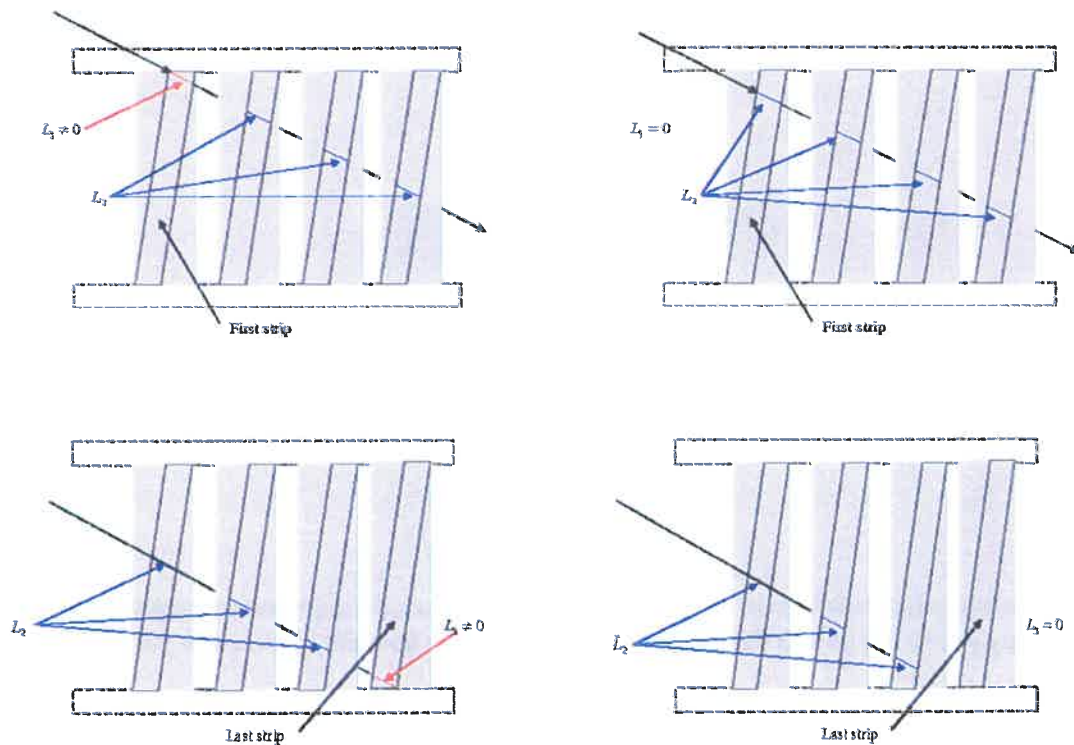 L₁ ≠ 0
L₂
First strip
L₁ = 0
L₂
First strip
L₂
L₃ ≠ 0
Last strip
L₂
L₃ = 0
Last strip